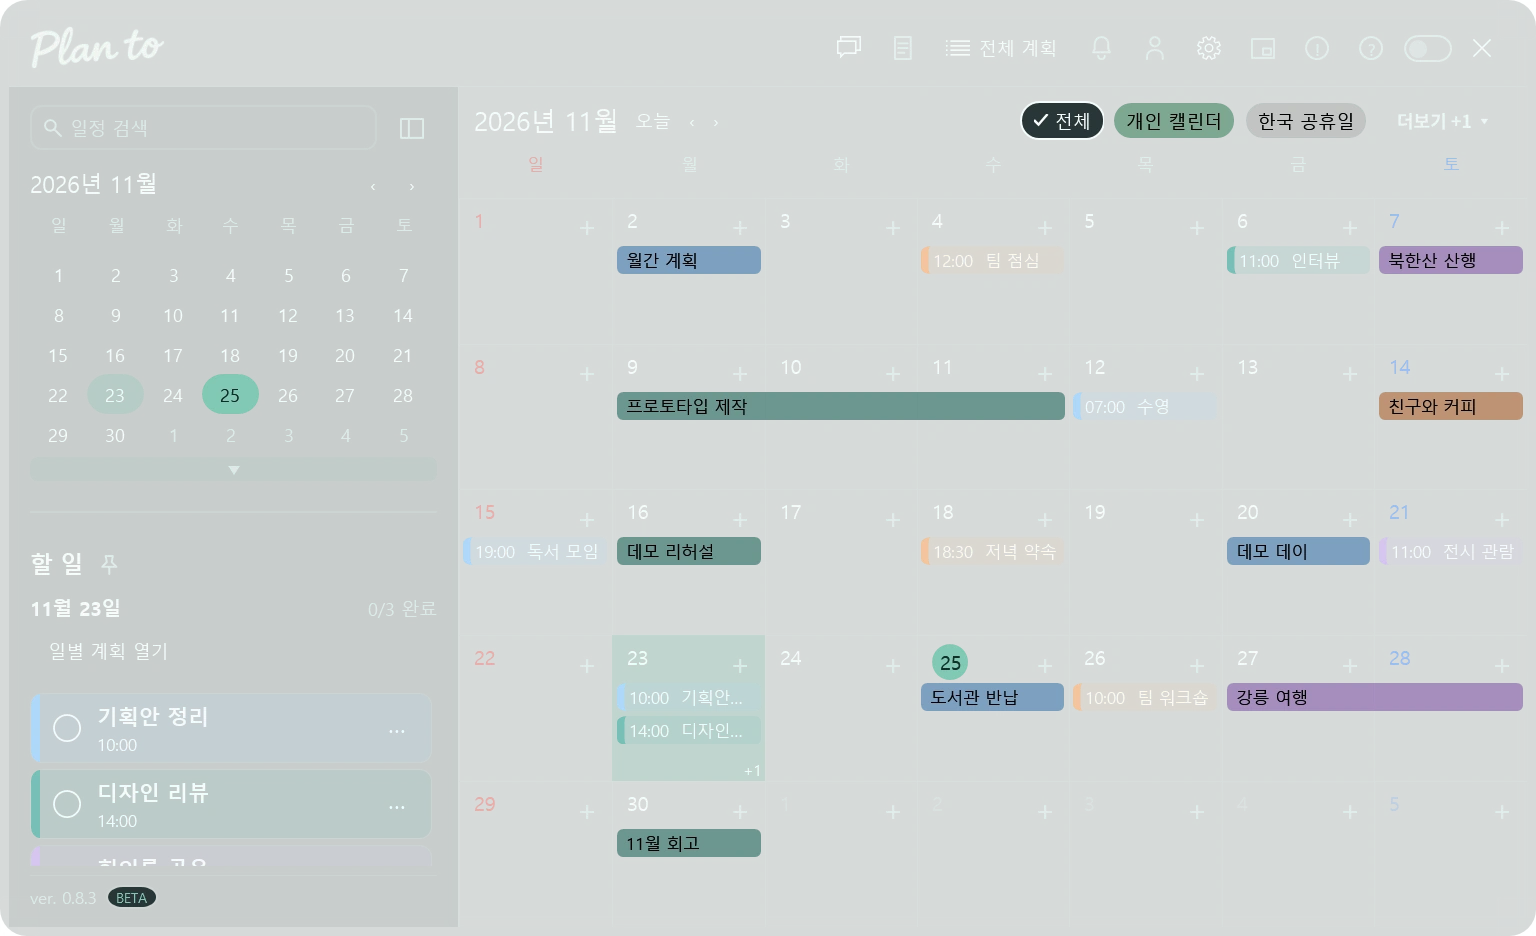 Plan to
전체 계획
일정 검색
2026년 11월
일 월 화 수 목 금 토
1 2 3 4 5 6 7
8 9 10 11 12 13 14
15 16 17 18 19 20 21
22 23 24 25 26 27 28
29 30 1 2 3 4 5
할 일
11월 23일 0/3 완료
일별 계획 열기
기획안 정리
10:00
디자인 리뷰
14:00
ver. 0.8.3 BETA
2026년 11월 오늘
전체 개인 캘린더 한국 공휴일 더보기 +1
일 월 화 수 목 금 토
1 2 3 4 5 6 7
월간 계획 12:00 팀 점심 11:00 인터뷰 북한산 산행
8 9 10 11 12 13 14
프로토타입 제작 07:00 수영 친구와 커피
15 16 17 18 19 20 21
19:00 독서 모임 데모 리허설 18:30 저녁 약속 데모 데이 11:00 전시 관람
22 23 24 25 26 27 28
10:00 기획안... 도서관 반납 10:00 팀 워크숍 강릉 여행
14:00 디자인...
+1
29 30 1 2 3 4 5
11월 회고